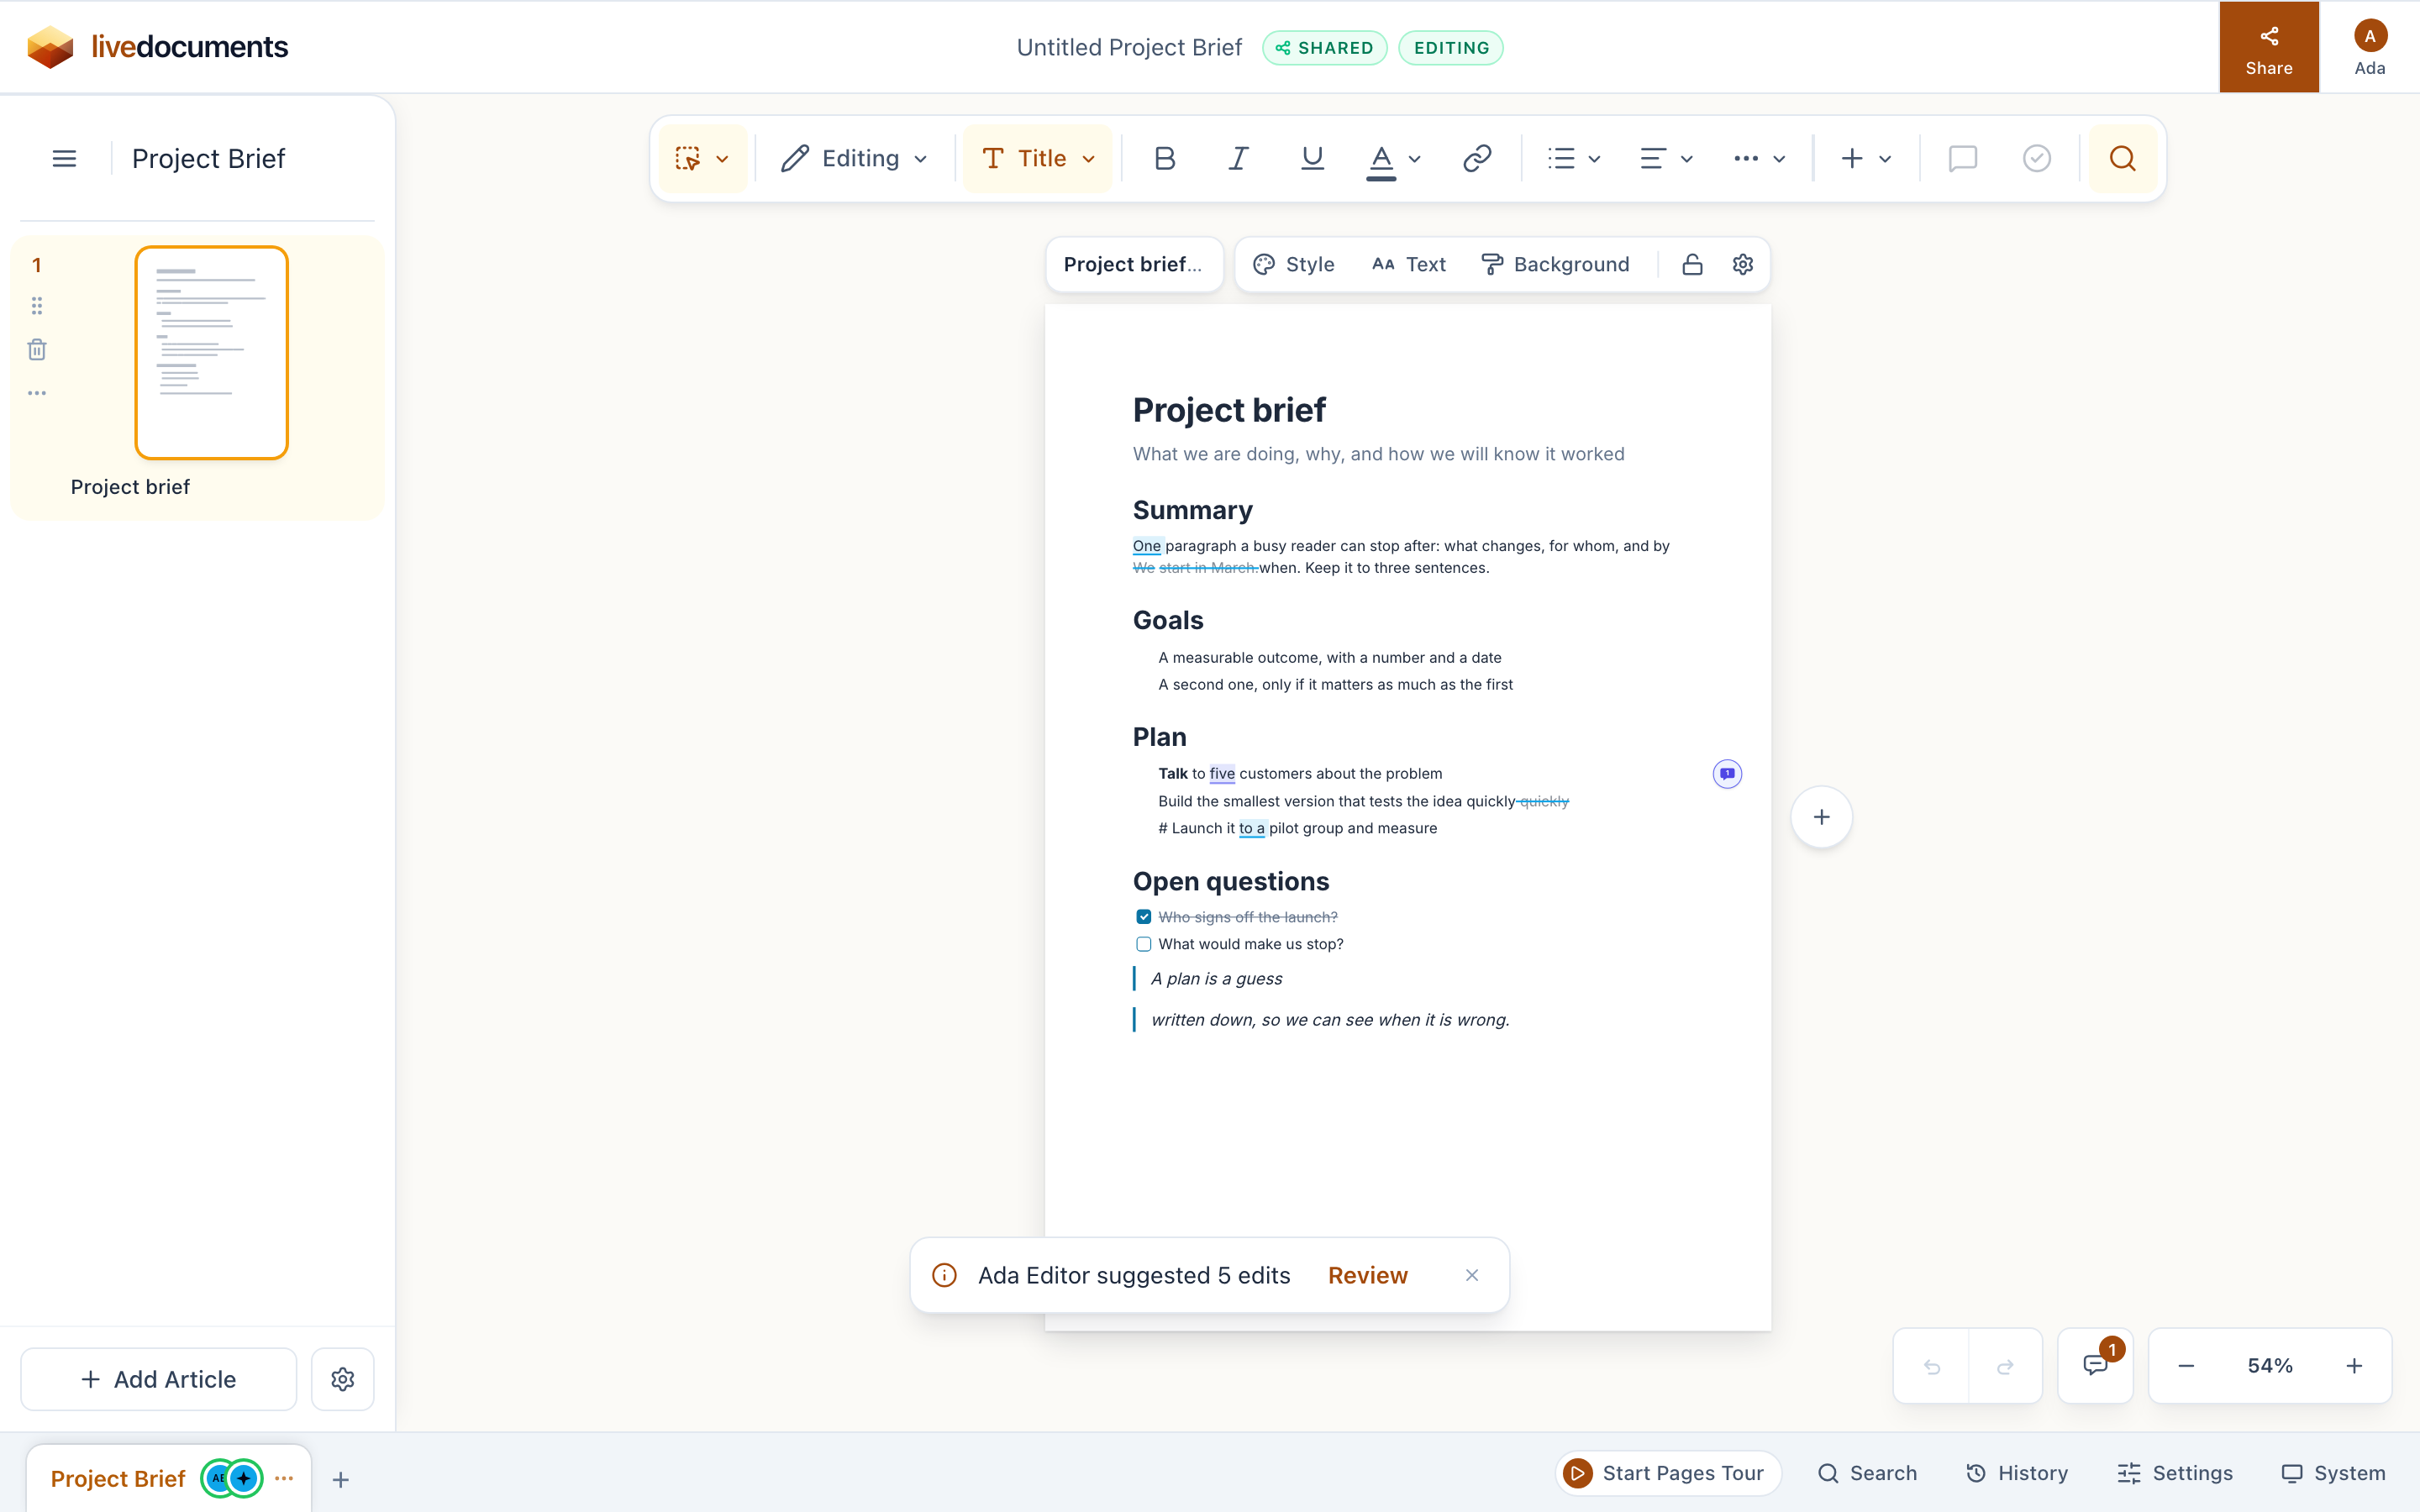 livedocuments
Untitled Project Brief
SHARED
EDITING
Share
A
Ada
Project Brief
Editing
Title
1
Project brief
Project brief...
Style
Text
Background
Project brief
What we are doing, why, and how we will know it worked
Summary
One paragraph a busy reader can stop after: what changes, for whom, and by
We start in March.when. Keep it to three sentences.
Goals
A measurable outcome, with a number and a date
A second one, only if it matters as much as the first
Plan
Talk to five customers about the problem
1
Build the smallest version that tests the idea quickly quickly
# Launch it to a pilot group and measure
Open questions
Who signs off the launch?
What would make us stop?
A plan is a guess
written down, so we can see when it is wrong.
Ada Editor suggested 5 edits
Review
1
54%
Add Article
Project Brief
Start Pages Tour
Search
History
Settings
System